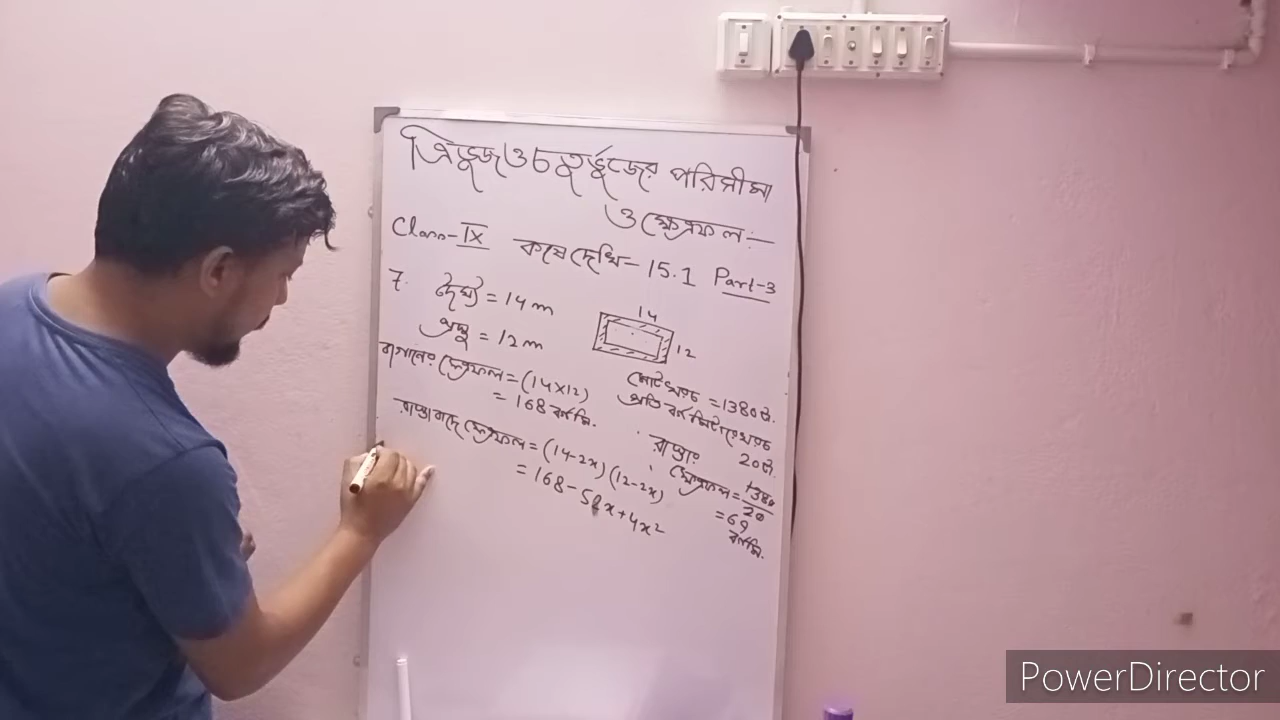 ত্রিভুজ ও চতুর্ভুজের পরিসীমা
ও ক্ষেত্রফল:—
Class-IX কষে দেখি-15.1 Part-3
7. দৈর্ঘ্য = 14 m
প্রস্থ = 12 m
14
12
বাগানের ক্ষেত্রফল = (14×12)
= 168 বর্গমি.
রাস্তা বাদে ক্ষেত্রফল = (14-2x)(12-2x)
= 168-52x+4x²
মোট খরচ = 1380 টা.
প্রতি বর্গমিটারে খরচ
20 টা.
রাস্তার
ক্ষেত্রফল = 1380/20
= 69
বর্গমি.
PowerDirector